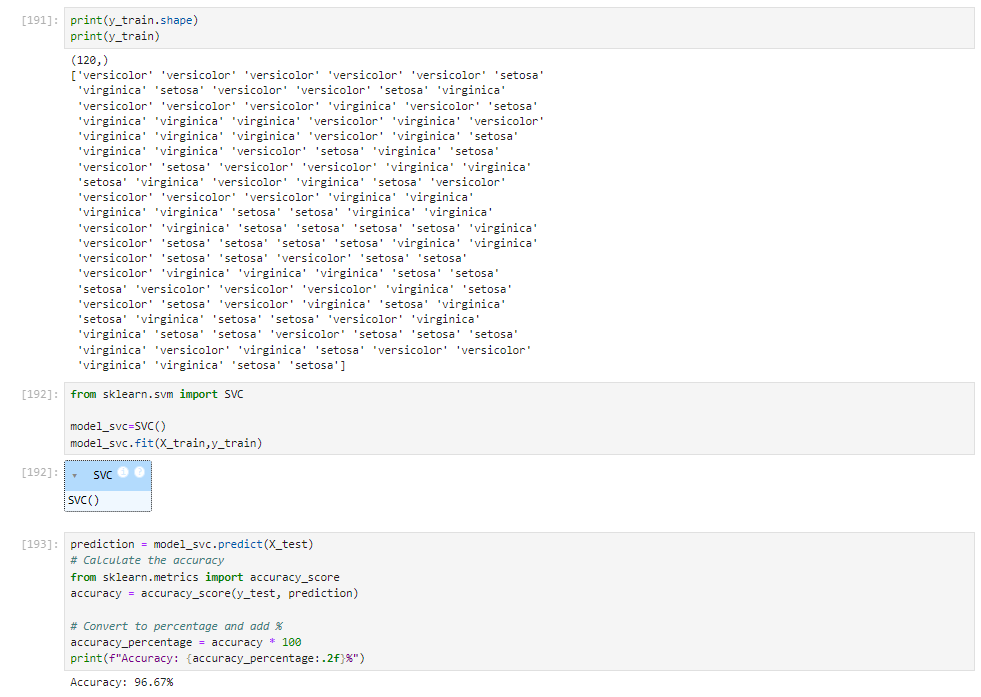 [191]: print(y_train.shape)
print(y_train)
(120,)
['versicolor' 'versicolor' 'versicolor' 'versicolor' 'versicolor' 'setosa'
'virginica' 'setosa' 'versicolor' 'versicolor' 'setosa' 'virginica'
'versicolor' 'versicolor' 'versicolor' 'virginica' 'versicolor' 'setosa'
'virginica' 'virginica' 'virginica' 'versicolor' 'virginica' 'versicolor'
'virginica' 'virginica' 'virginica' 'versicolor' 'virginica' 'setosa'
'virginica' 'virginica' 'versicolor' 'setosa' 'virginica' 'setosa'
'versicolor' 'setosa' 'versicolor' 'versicolor' 'virginica' 'virginica'
'setosa' 'virginica' 'versicolor' 'virginica' 'setosa' 'versicolor'
'versicolor' 'versicolor' 'versicolor' 'virginica' 'virginica'
'virginica' 'virginica' 'setosa' 'setosa' 'virginica' 'virginica'
'versicolor' 'virginica' 'setosa' 'setosa' 'setosa' 'setosa' 'virginica'
'versicolor' 'setosa' 'setosa' 'setosa' 'setosa' 'virginica' 'virginica'
'versicolor' 'setosa' 'setosa' 'versicolor' 'setosa' 'setosa'
'versicolor' 'virginica' 'virginica' 'virginica' 'setosa' 'setosa'
'setosa' 'versicolor' 'versicolor' 'versicolor' 'virginica' 'setosa'
'versicolor' 'setosa' 'versicolor' 'virginica' 'setosa' 'virginica'
'setosa' 'virginica' 'setosa' 'setosa' 'versicolor' 'virginica'
'virginica' 'setosa' 'setosa' 'versicolor' 'setosa' 'setosa' 'setosa'
'virginica' 'versicolor' 'virginica' 'setosa' 'versicolor' 'versicolor'
'virginica' 'virginica' 'setosa' 'setosa']
[192]: from sklearn.svm import SVC
model_svc=SVC()
model_svc.fit(X_train,y_train)
[192]: SVC i ?
SVC()
[193]: prediction = model_svc.predict(X_test)
# Calculate the accuracy
from sklearn.metrics import accuracy_score
accuracy = accuracy_score(y_test, prediction)
# Convert to percentage and add %
accuracy_percentage = accuracy * 100
print(f"Accuracy: {accuracy_percentage:.2f}%")
Accuracy: 96.67%